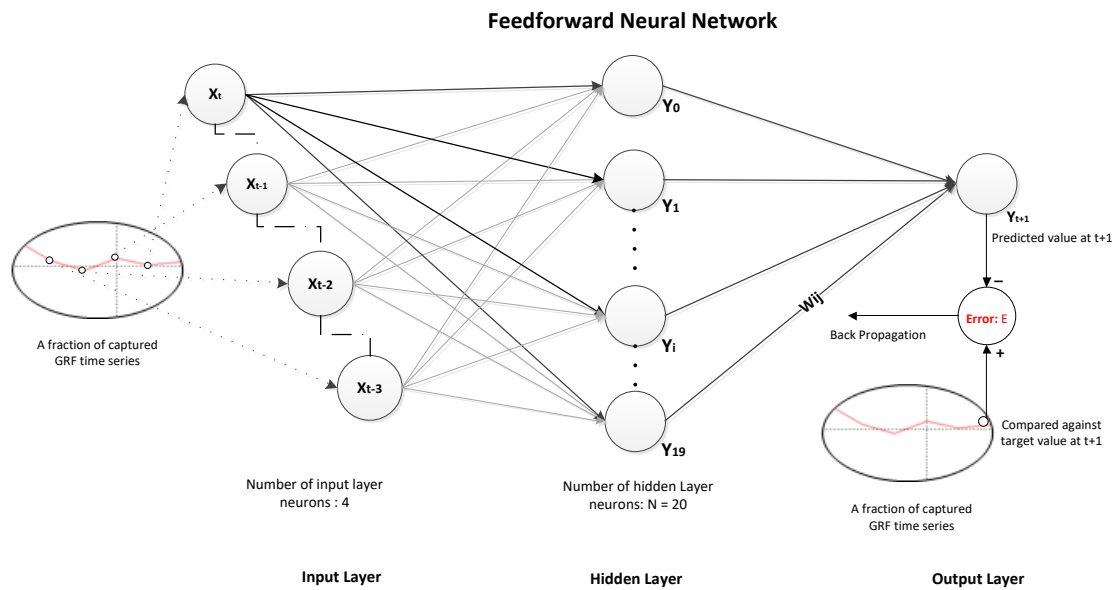 Feedforward Neural Network
Xt
Xt-1
Xt-2
Xt-3
A fraction of captured
GRF time series
Number of input layer
neurons : 4
Input Layer
Y0
Y1
Yi
Y19
Number of hidden Layer
neurons: N = 20
Hidden Layer
Wij
Yt+1
Predicted value at t+1
−
Error: E
Back Propagation
+
Compared against
target value at t+1
A fraction of captured
GRF time series
Output Layer